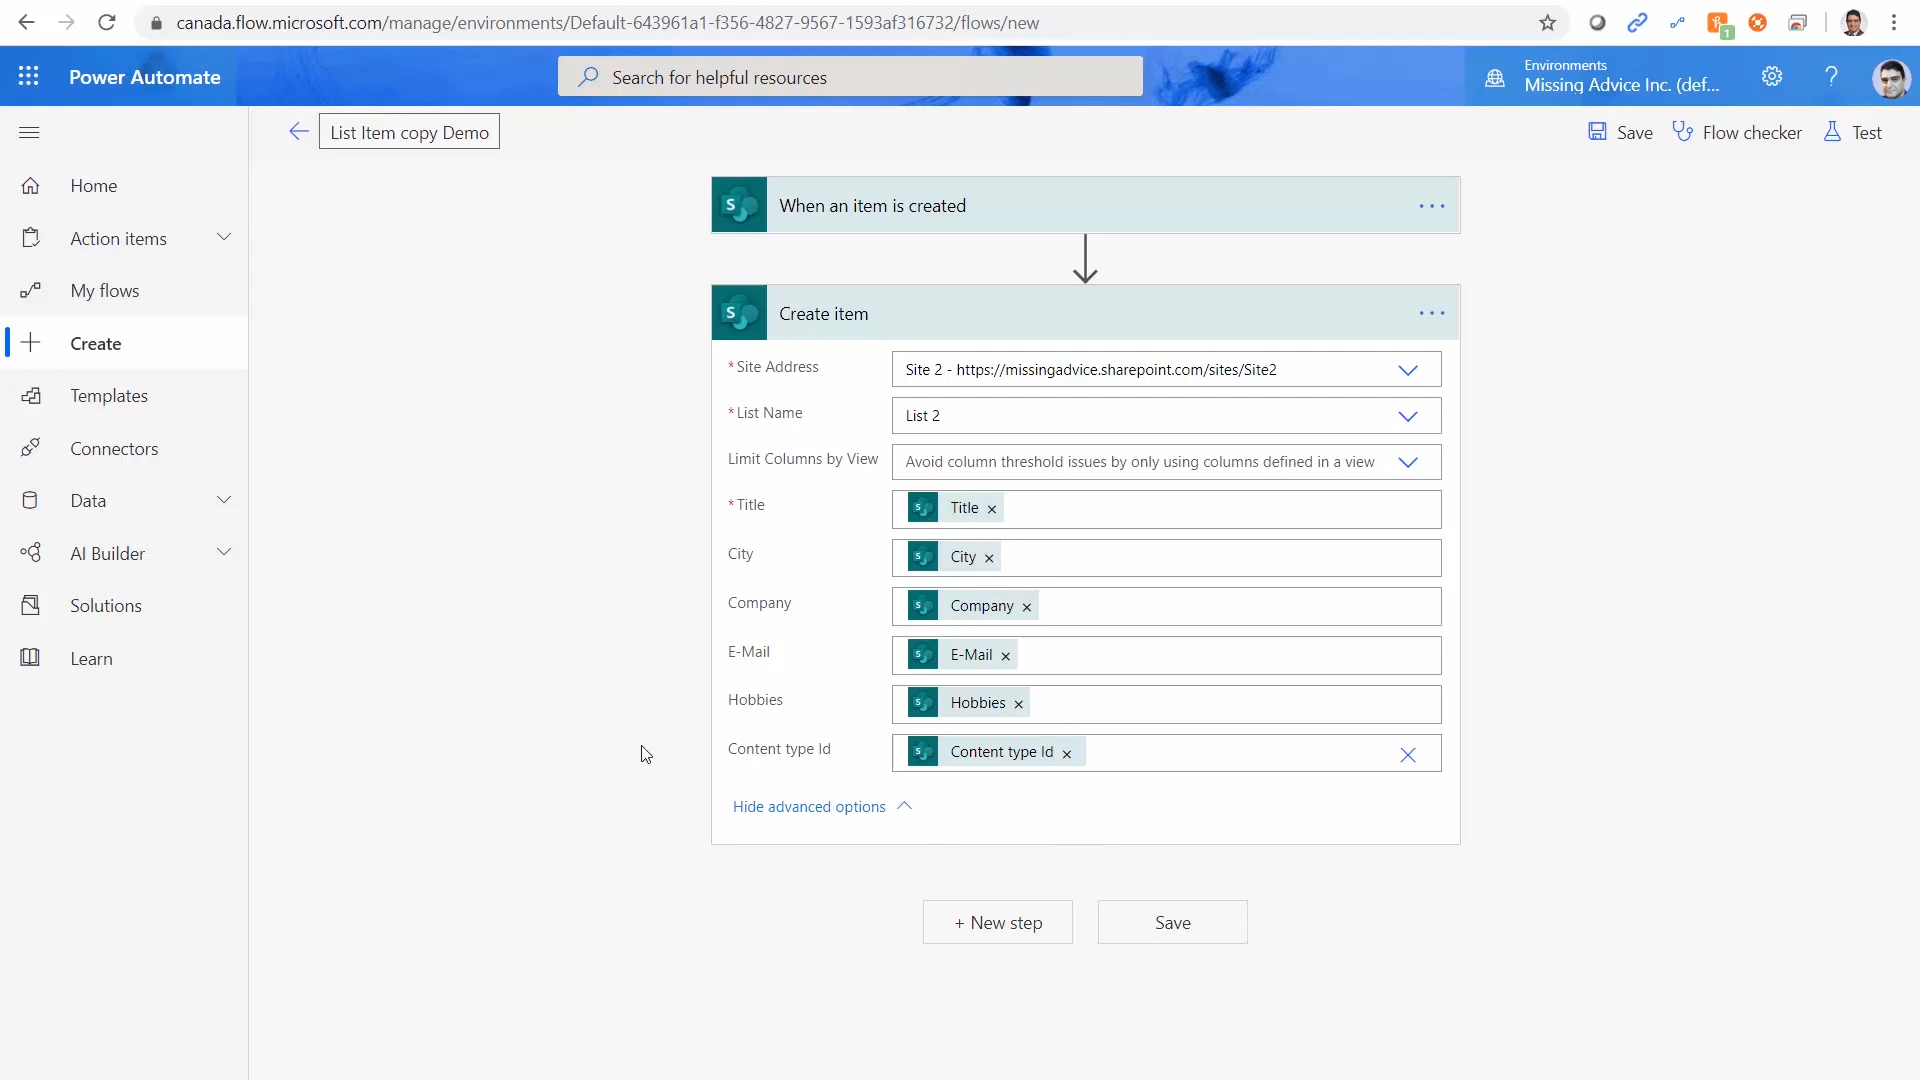 canada.flow.microsoft.com/manage/environments/Default-643961a1-f356-4827-9567-1593af316732/flows/new
1
Power Automate
Search for helpful resources
Environments
Missing Advice Inc. (def...
?
List Item copy Demo
Save
Flow checker
Test
Home
Action items
My flows
Create
Templates
Connectors
Data
AI Builder
Solutions
Learn
S
When an item is created
...
S
Create item
...
* Site Address
Site 2 - https://missingadvice.sharepoint.com/sites/Site2
* List Name
List 2
Limit Columns by View
Avoid column threshold issues by only using columns defined in a view
* Title
S Title ×
City
S City ×
Company
S Company ×
E-Mail
S E-Mail ×
Hobbies
S Hobbies ×
Content type Id
S Content type Id ×
Hide advanced options
+ New step
Save